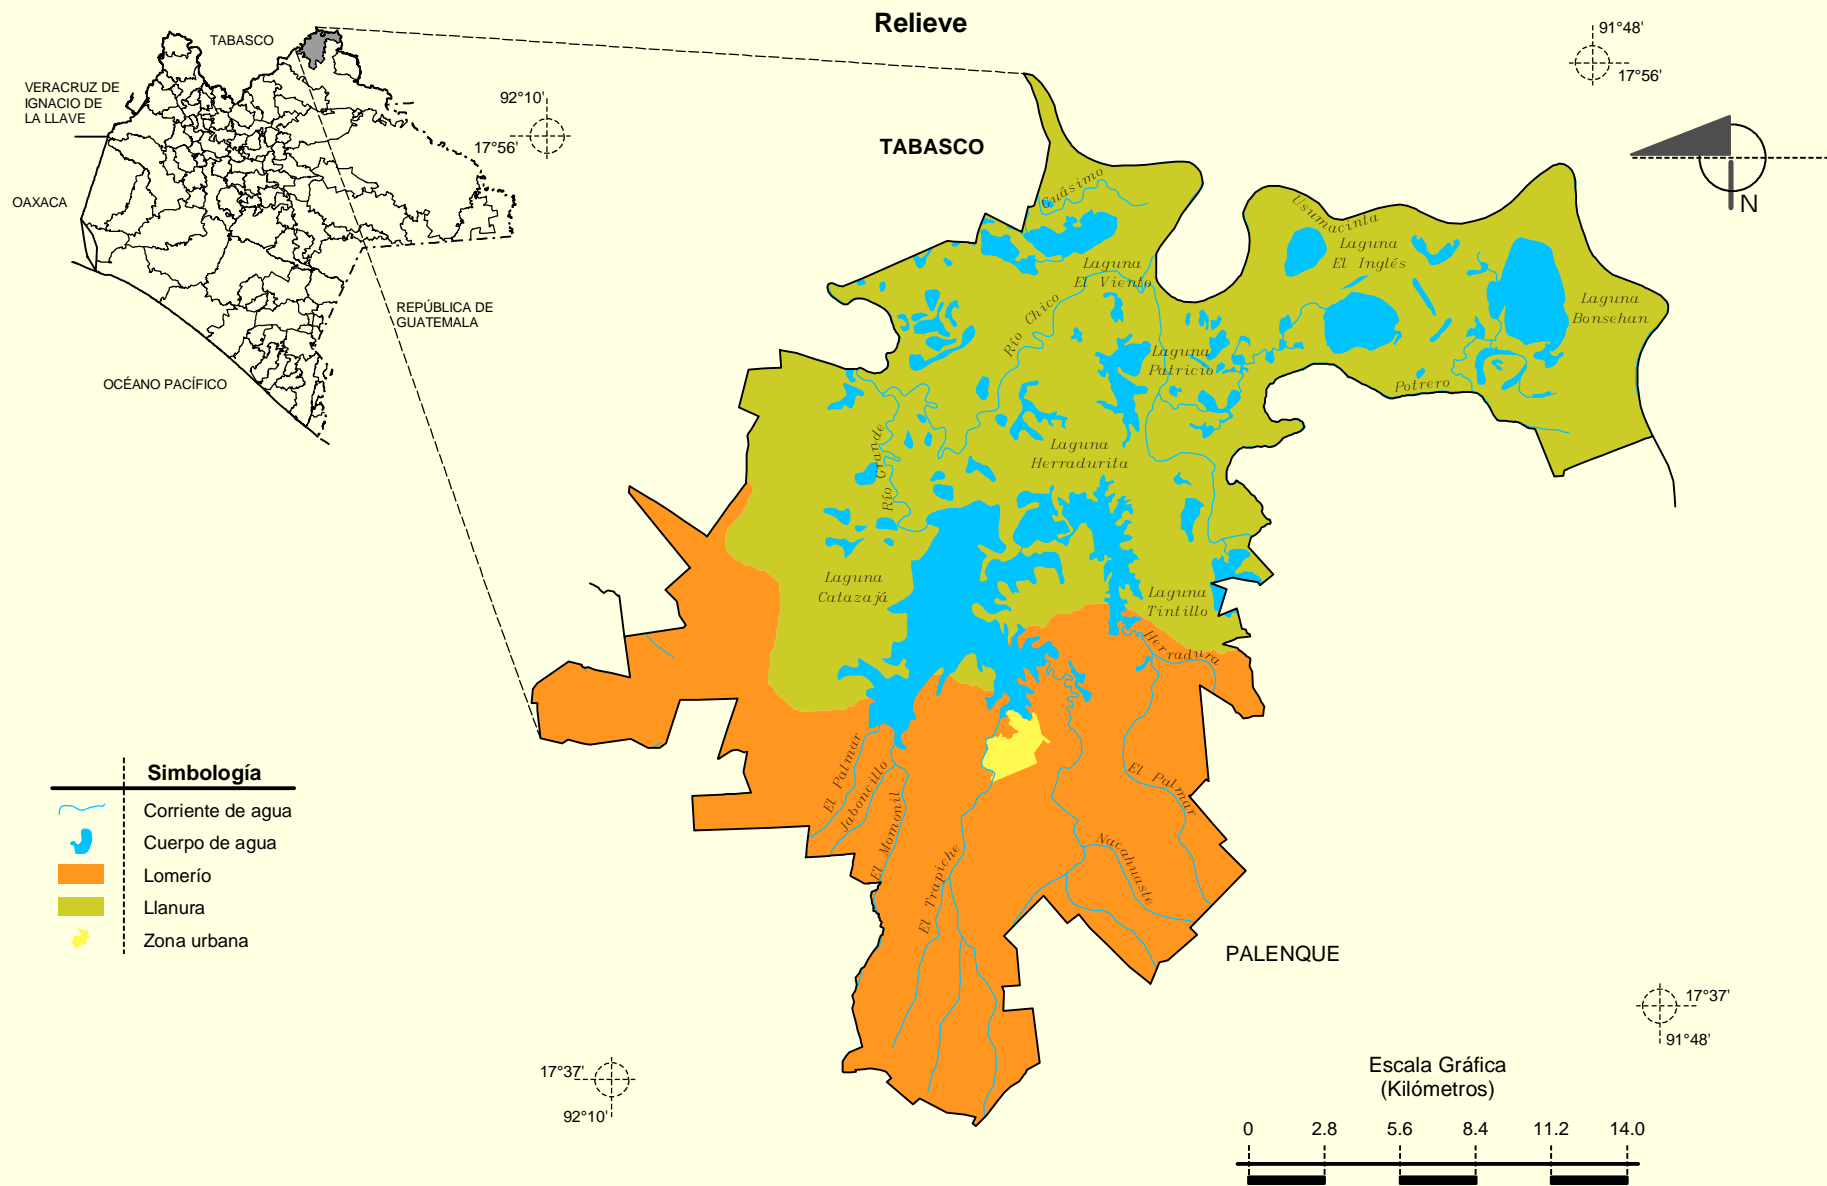 Relieve
TABASCO
VERACRUZ DE
IGNACIO DE
LA LLAVE
OAXACA
REPÚBLICA DE
GUATEMALA
OCÉANO PACÍFICO
92°10'
17°56'
91°48'
17°56'
N
TABASCO
Guásimo
Usumacinta
Laguna
El Inglés
Laguna
El Viento
Laguna
Bonsehan
Río Chico
Laguna
Patricio
Potrero
Río Grande
Laguna
Herradurita
Laguna
Catazajá
Laguna
Tintillo
Herradura
El Palmar
Jaboncillo
El Momonil
El Trapiche
El Palmar
Nacahuaste
PALENQUE
Simbología
Corriente de agua
Cuerpo de agua
Lomerío
Llanura
Zona urbana
17°37'
92°10'
17°37'
91°48'
Escala Gráfica
(Kilómetros)
0 2.8 5.6 8.4 11.2 14.0